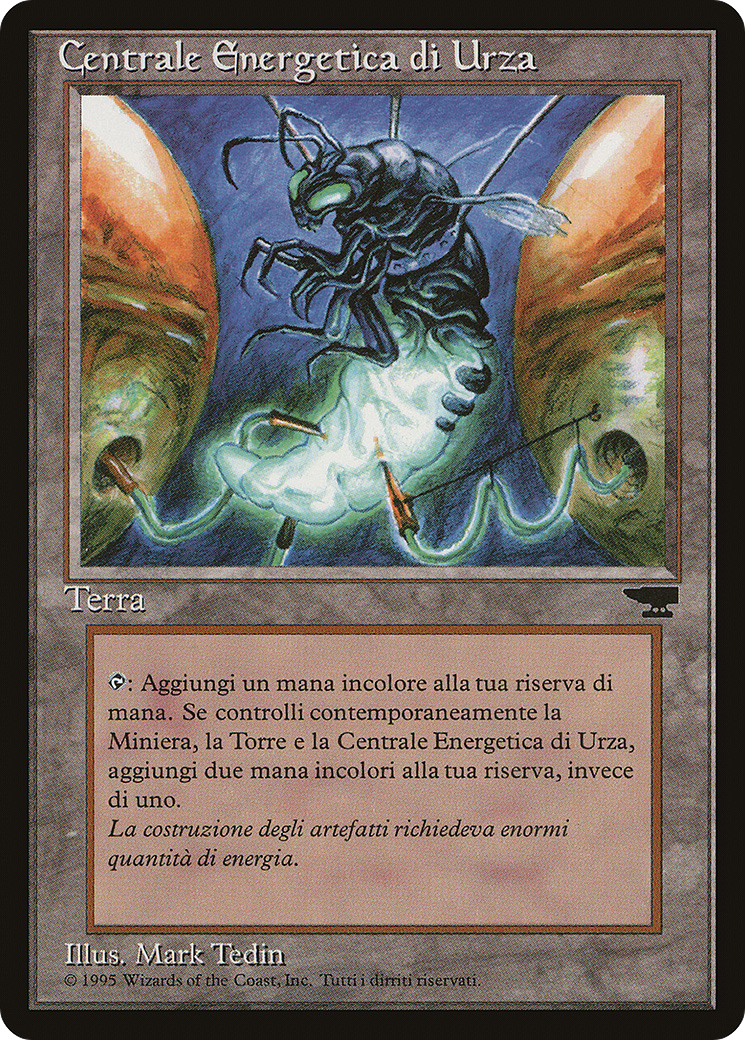 Centrale Energetica di Urza
Terra
: Aggiungi un mana incolore alla tua riserva di
mana. Se controlli contemporaneamente la
Miniera, la Torre e la Centrale Energetica di Urza,
aggiungi due mana incolori alla tua riserva, invece
di uno.
La costruzione degli artefatti richiedeva enormi
quantità di energia.
Illus. Mark Tedin
© 1995 Wizards of the Coast, Inc. Tutti i dirriti riservati.